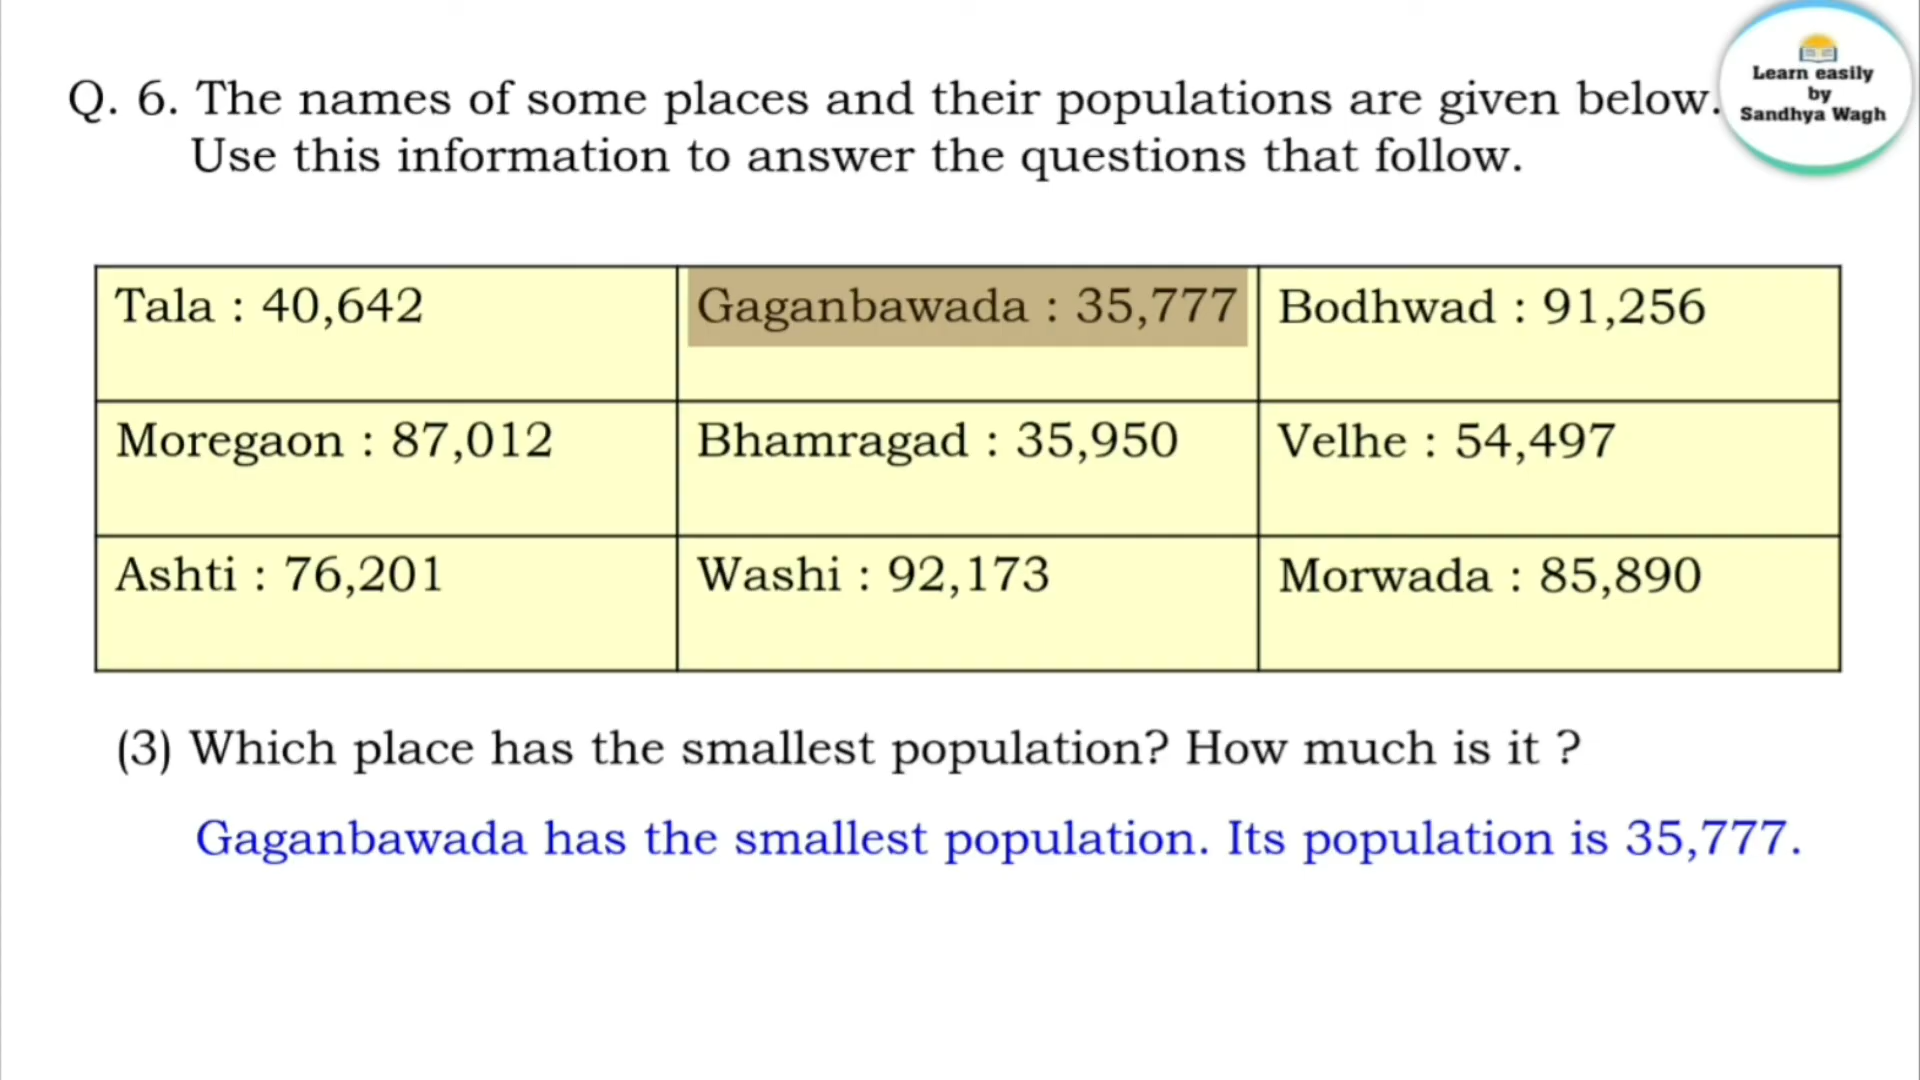 Q. 6. The names of some places and their populations are given below.
Use this information to answer the questions that follow.
Learn easily
by
Sandhya Wagh
Tala : 40,642
Gaganbawada : 35,777
Bodhwad : 91,256
Moregaon : 87,012
Bhamragad : 35,950
Velhe : 54,497
Ashti : 76,201
Washi : 92,173
Morwada : 85,890
(3) Which place has the smallest population? How much is it ?
Gaganbawada has the smallest population. Its population is 35,777.